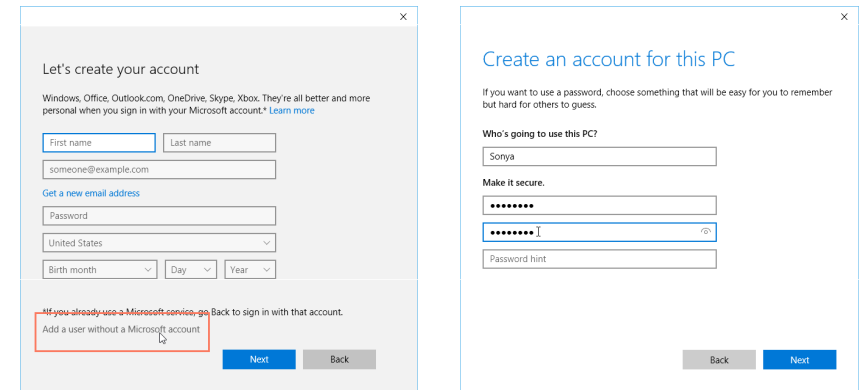 Let's create your account
Windows, Office, Outlook.com, OneDrive, Skype, Xbox. They're all better and more
personal when you sign in with your Microsoft account.* Learn more
First name
Last name
someone@example.com
Get a new email address
Password
United States
Birth month
Day
Year
*If you already use a Microsoft service, go Back to sign in with that account.
Add a user without a Microsoft account
Next
Back
Create an account for this PC
If you want to use a password, choose something that will be easy for you to remember
but hard for others to guess.
Who's going to use this PC?
Sonya
Make it secure.
Password hint
Back
Next